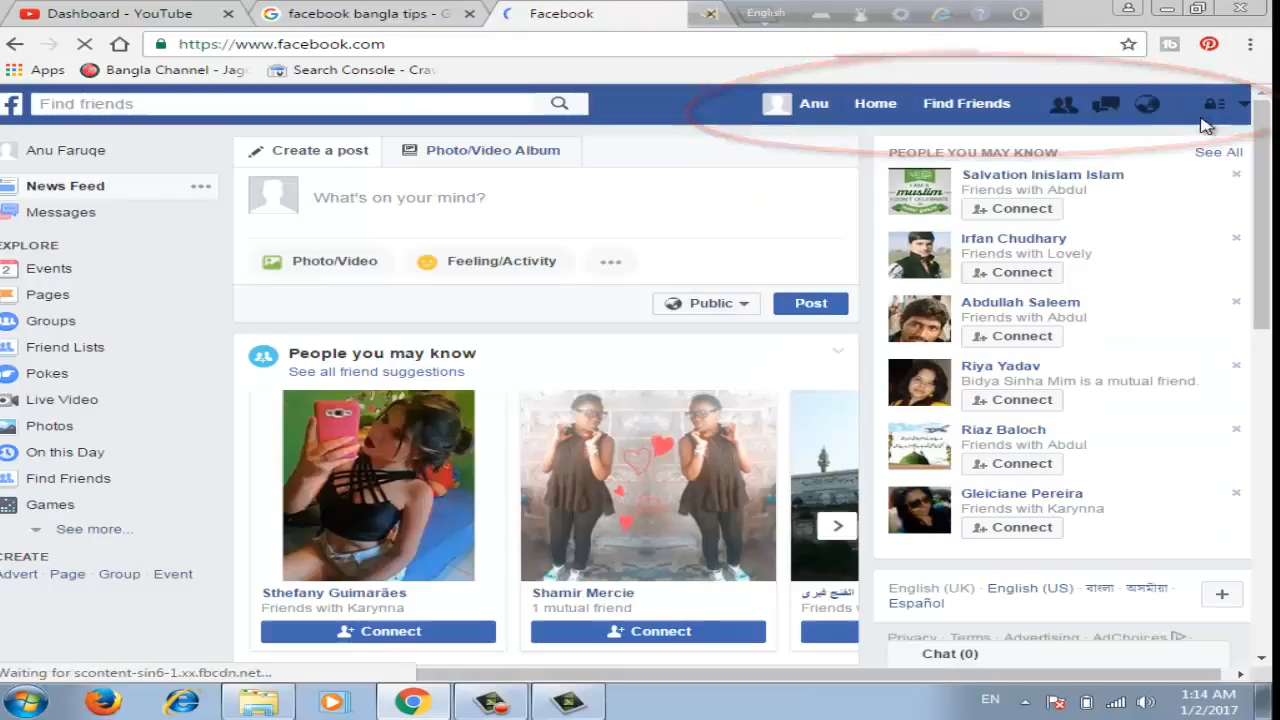 Dashboard - YouTube
facebook bangla tips - G
Facebook
English
https://www.facebook.com
Apps
Bangla Channel - Jago
Search Console - Cra
Find friends
Anu
Home
Find Friends
Anu Faruqe
News Feed
Messages
EXPLORE
Events
Pages
Groups
Friend Lists
Pokes
Live Video
Photos
On this Day
Find Friends
Games
See more...
CREATE
Advert · Page · Group · Event
Create a post
Photo/Video Album
What's on your mind?
Photo/Video
Feeling/Activity
Public
Post
People you may know
See all friend suggestions
Sthefany Guimarães
Friends with Karynna
Connect
Shamir Mercie
1 mutual friend
Connect
Friends
PEOPLE YOU MAY KNOW
See All
Salvation Inislam Islam
Friends with Abdul
Connect
Irfan Chudhary
Friends with Lovely
Connect
Abdullah Saleem
Friends with Abdul
Connect
Riya Yadav
Bidya Sinha Mim is a mutual friend.
Connect
Riaz Baloch
Friends with Abdul
Connect
Gleiciane Pereira
Friends with Karynna
Connect
English (UK) · English (US) · বাংলা · অসমীয়া ·
Español
Privacy · Terms · Advertising · AdChoices
Chat (0)
Waiting for scontent-sin6-1.xx.fbcdn.net...
EN
1:14 AM
1/2/2017